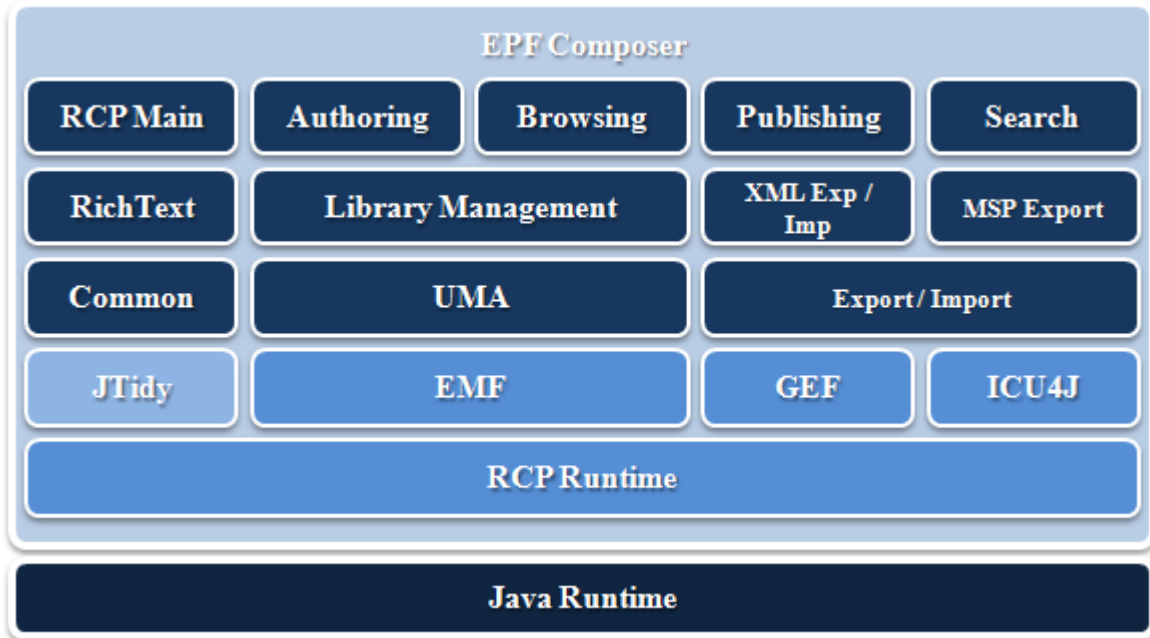 EPF Composer
RCP Main
Authoring
Browsing
Publishing
Search
RichText
Library Management
XML Exp /
Imp
MSP Export
Common
UMA
Export / Import
JTidy
EMF
GEF
ICU4J
RCP Runtime
Java Runtime